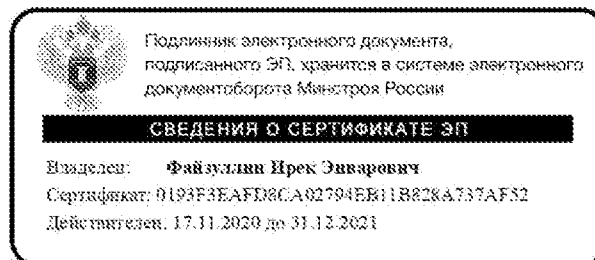 Подлинник электронного документа,
подписанного ЭП, хранится в системе электронного
документооборота Минстроя России
СВЕДЕНИЯ О СЕРТИФИКАТЕ ЭП
Владелец: Файзуллин Ирек Энварович
Сертификат: 0193F3EAFD8CA02794EB11B828A737AF52
Действителен: 17.11.2020 до 31.12.2021